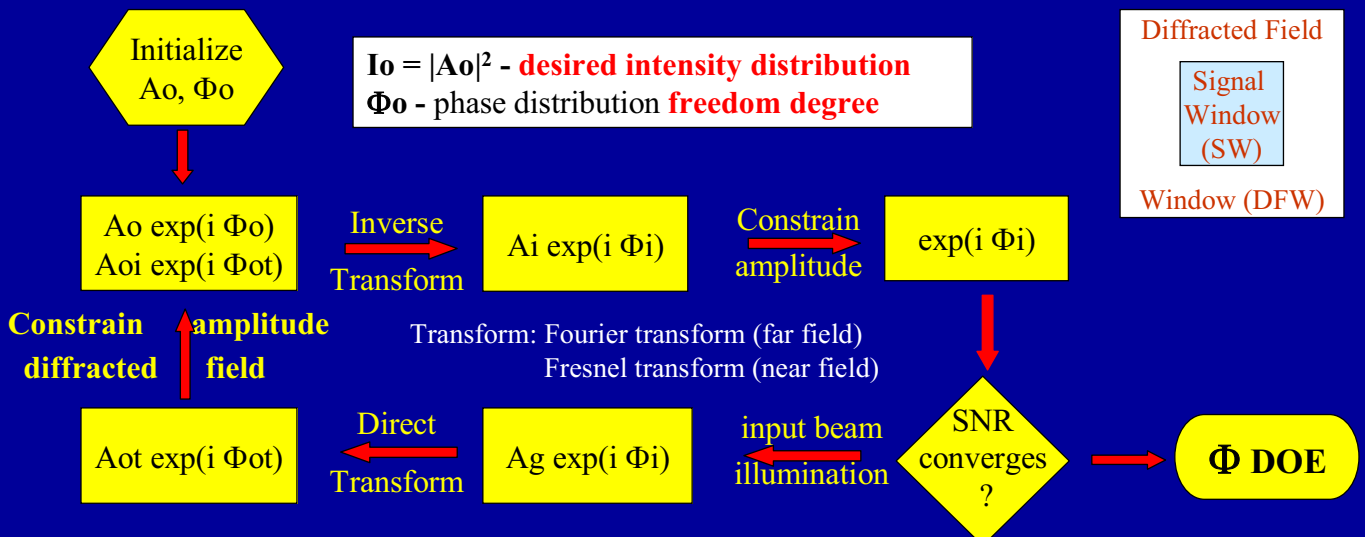 Initialize
Ao, Φo
Io = |Ao|² - desired intensity distribution
Φo - phase distribution freedom degree
Diffracted Field
Signal
Window
(SW)
Window (DFW)
Ao exp(i Φo)
Aoi exp(i Φot)
Inverse
Transform
Ai exp(i Φi)
Constrain
amplitude
exp(i Φi)
Constrain amplitude
diffracted field
Transform: Fourier transform (far field)
Fresnel transform (near field)
Aot exp(i Φot)
Direct
Transform
Ag exp(i Φi)
input beam
illumination
SNR
converges
?
Φ DOE